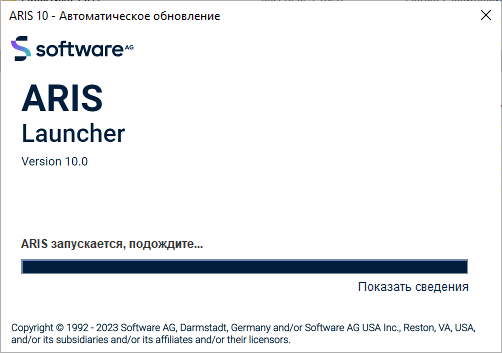 ARIS 10 - Автоматическое обновление
software AG
ARIS
Launcher
Version 10.0
ARIS запускается, подождите...
Показать сведения
Copyright © 1992 - 2023 Software AG, Darmstadt, Germany and/or Software AG USA Inc., Reston, VA, USA,
and/or its subsidiaries and/or its affiliates and/or their licensors.